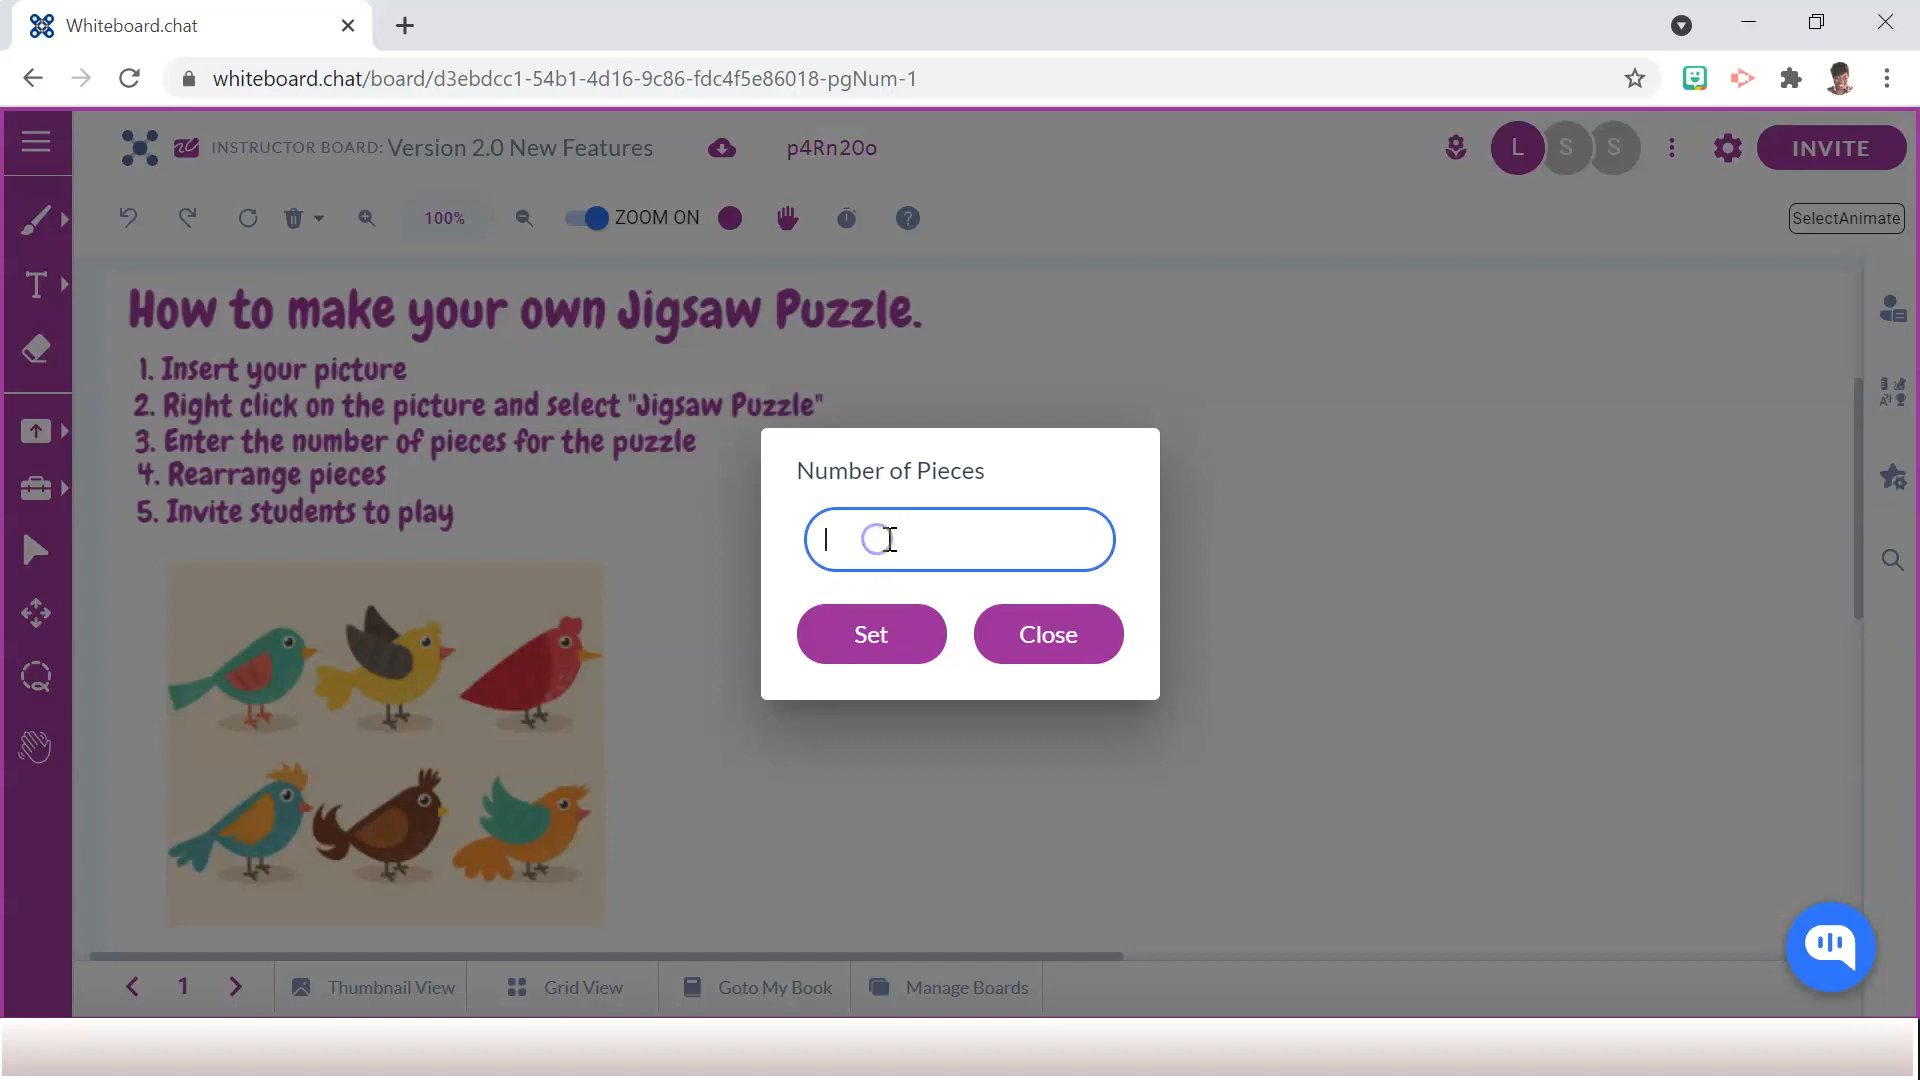 Whiteboard.chat
whiteboard.chat/board/d3ebdcc1-54b1-4d16-9c86-fdc4f5e86018-pgNum-1
INSTRUCTOR BOARD: Version 2.0 New Features
p4Rn20o
L S S
INVITE
100%
ZOOM ON
SelectAnimate
How to make your own Jigsaw Puzzle.
1. Insert your picture
2. Right click on the picture and select "Jigsaw Puzzle"
3. Enter the number of pieces for the puzzle
4. Rearrange pieces
5. Invite students to play
Number of Pieces
Set
Close
1
Thumbnail View
Grid View
Goto My Book
Manage Boards